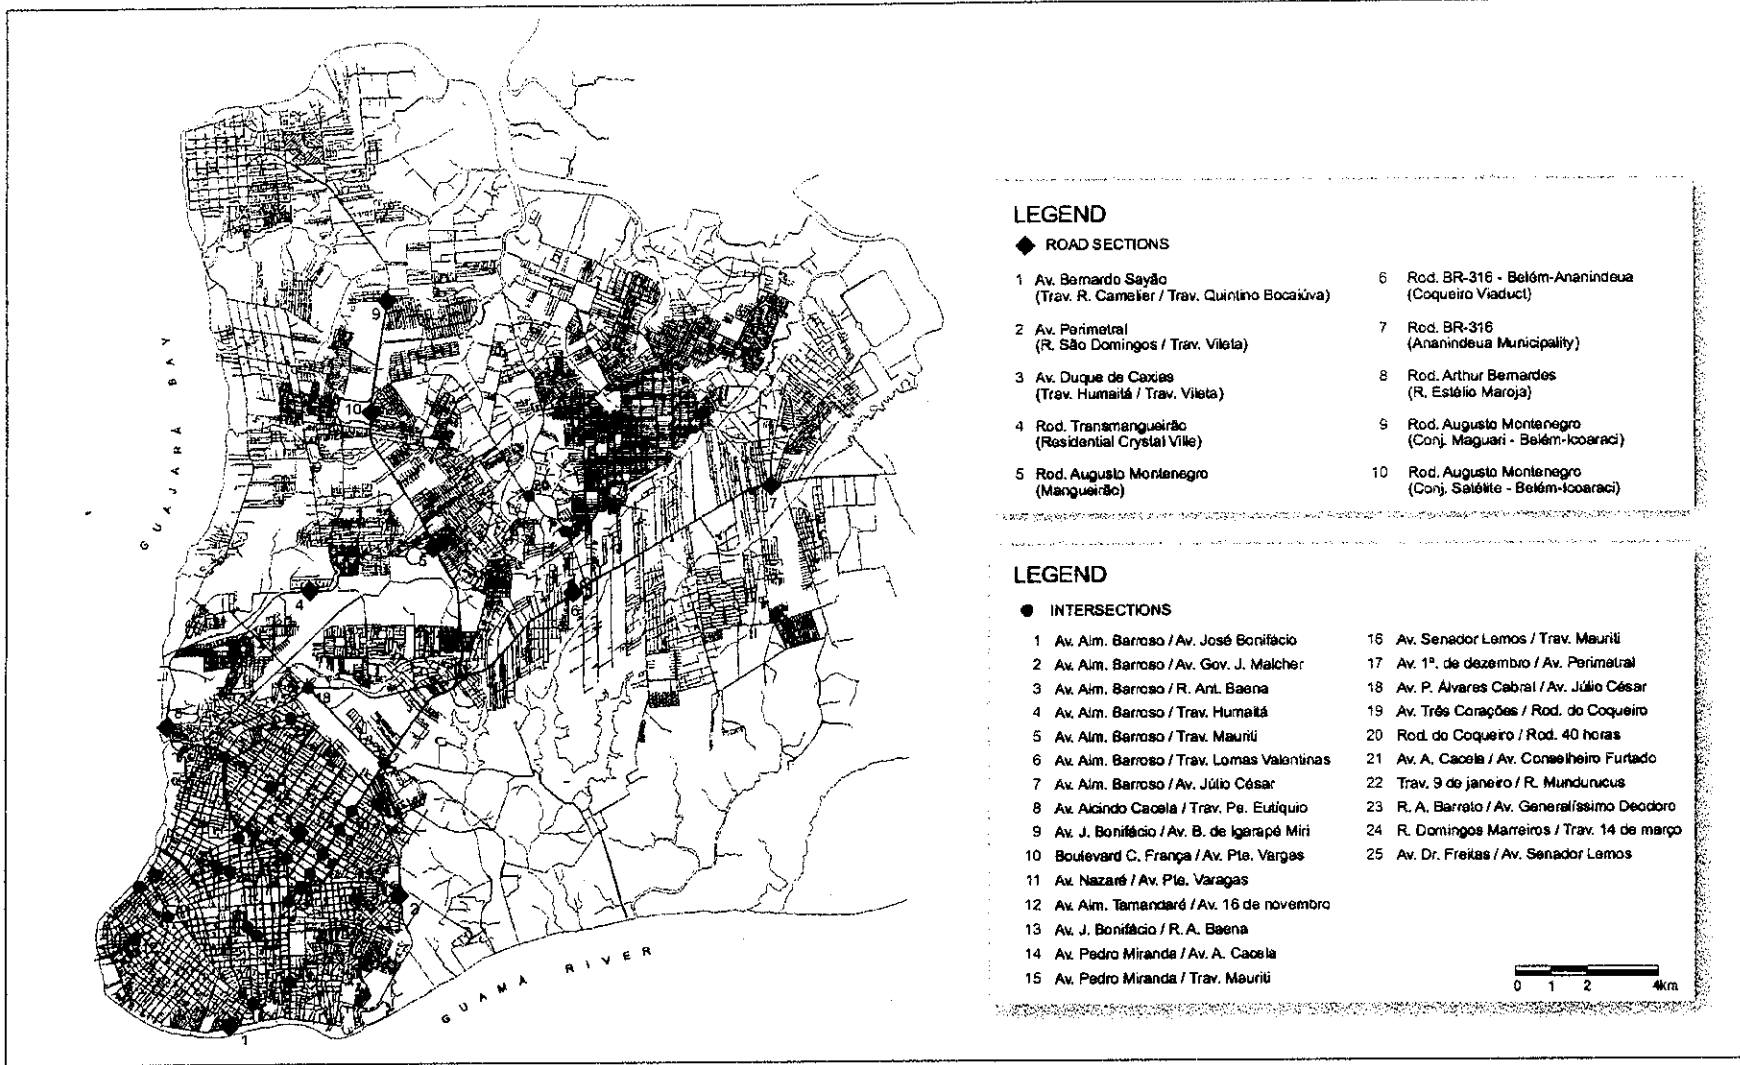 GUAJARÁ BAY
9
10
5
4
6
18
20
8
1
GUAMÁ RIVER
LEGEND
ROAD SECTIONS
1 Av. Bernardo Sayão
(Trav. R. Camelier / Trav. Quintino Bocaiúva)
2 Av. Perimetral
(R. São Domingos / Trav. Vileta)
3 Av. Duque de Caxias
(Trav. Humaitá / Trav. Vileta)
4 Rod. Transmangueirão
(Residential Crystal Ville)
5 Rod. Augusto Montenegro
(Mangueirão)
6 Rod. BR-316 - Belém-Ananindeua
(Coqueiro Viaduct)
7 Rod. BR-316
(Ananindeua Municipality)
8 Rod. Arthur Bernardes
(R. Estélio Maroja)
9 Rod. Augusto Montenegro
(Conj. Maguari - Belém-Icoaraci)
10 Rod. Augusto Montenegro
(Conj. Satélite - Belém-Icoaraci)
LEGEND
INTERSECTIONS
1 Av. Alm. Barroso / Av. José Bonifácio
2 Av. Alm. Barroso / Av. Gov. J. Malcher
3 Av. Alm. Barroso / R. Ant. Baena
4 Av. Alm. Barroso / Trav. Humaitá
5 Av. Alm. Barroso / Trav. Mauriti
6 Av. Alm. Barroso / Trav. Lomas Valentinas
7 Av. Alm. Barroso / Av. Júlio César
8 Av. Alcindo Cacela / Trav. Pe. Eutíquio
9 Av. J. Bonifácio / Av. B. de Igarapé Miri
10 Boulevard C. França / Av. Pte. Vargas
11 Av. Nazaré / Av. Pte. Varagas
12 Av. Alm. Tamandaré / Av. 16 de novembro
13 Av. J. Bonifácio / R. A. Baena
14 Av. Pedro Miranda / Av. A. Cacela
15 Av. Pedro Miranda / Trav. Mauriti
16 Av. Senador Lemos / Trav. Mauriti
17 Av. 1ª. de dezembro / Av. Perimetral
18 Av. P. Álvares Cabral / Av. Júlio César
19 Av. Três Corações / Rod. do Coqueiro
20 Rod. do Coqueiro / Rod. 40 horas
21 Av. A. Cacela / Av. Conselheiro Furtado
22 Trav. 9 de janeiro / R. Mundurucus
23 R. A. Barreto / Av. Generalíssimo Deodoro
24 R. Domingos Marreiros / Trav. 14 de março
25 Av. Dr. Freitas / Av. Senador Lemos
0 1 2 4km